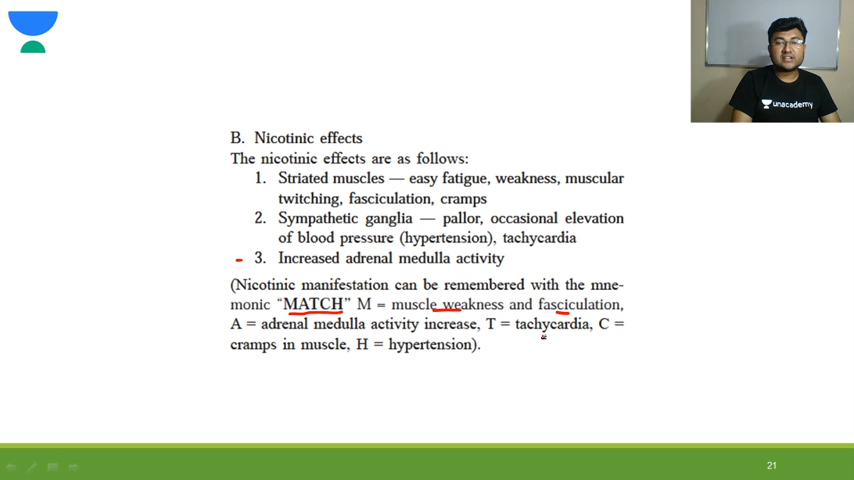 unacademy
B. Nicotinic effects
The nicotinic effects are as follows:
1. Striated muscles — easy fatigue, weakness, muscular
twitching, fasciculation, cramps
2. Sympathetic ganglia — pallor, occasional elevation
of blood pressure (hypertension), tachycardia
3. Increased adrenal medulla activity
(Nicotinic manifestation can be remembered with the mne-
monic “MATCH” M = muscle weakness and fasciculation,
A = adrenal medulla activity increase, T = tachycardia, C =
cramps in muscle, H = hypertension).
21